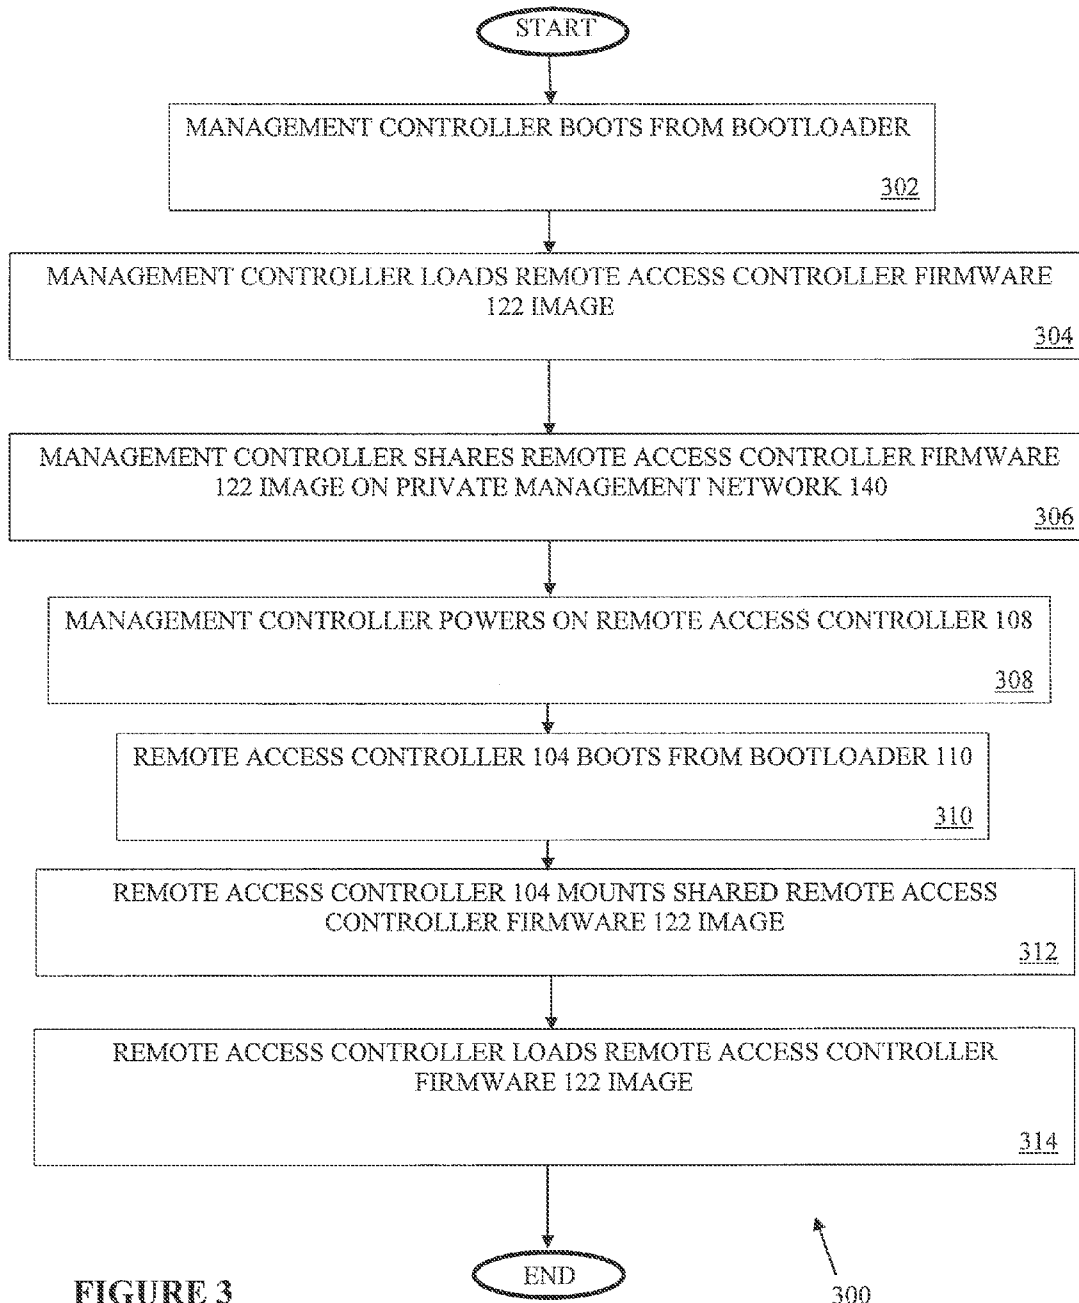 START
MANAGEMENT CONTROLLER BOOTS FROM BOOTLOADER
302
MANAGEMENT CONTROLLER LOADS REMOTE ACCESS CONTROLLER FIRMWARE
122 IMAGE
304
MANAGEMENT CONTROLLER SHARES REMOTE ACCESS CONTROLLER FIRMWARE
122 IMAGE ON PRIVATE MANAGEMENT NETWORK 140
306
MANAGEMENT CONTROLLER POWERS ON REMOTE ACCESS CONTROLLER 108
308
REMOTE ACCESS CONTROLLER 104 BOOTS FROM BOOTLOADER 110
310
REMOTE ACCESS CONTROLLER 104 MOUNTS SHARED REMOTE ACCESS
CONTROLLER FIRMWARE 122 IMAGE
312
REMOTE ACCESS CONTROLLER LOADS REMOTE ACCESS CONTROLLER
FIRMWARE 122 IMAGE
314
END
FIGURE 3
300